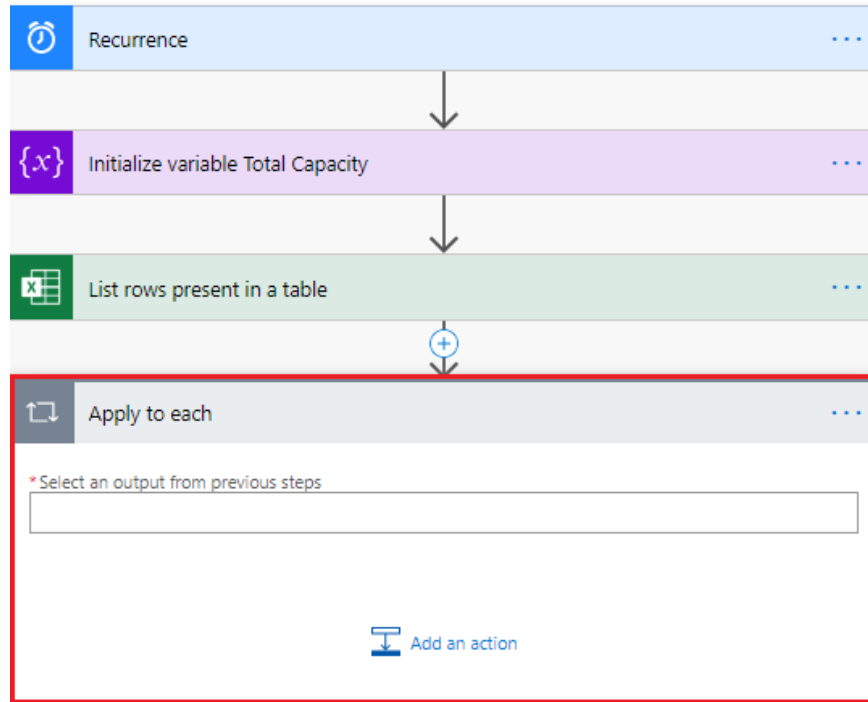 Recurrence
{x} Initialize variable Total Capacity
X List rows present in a table
Apply to each
* Select an output from previous steps
Add an action